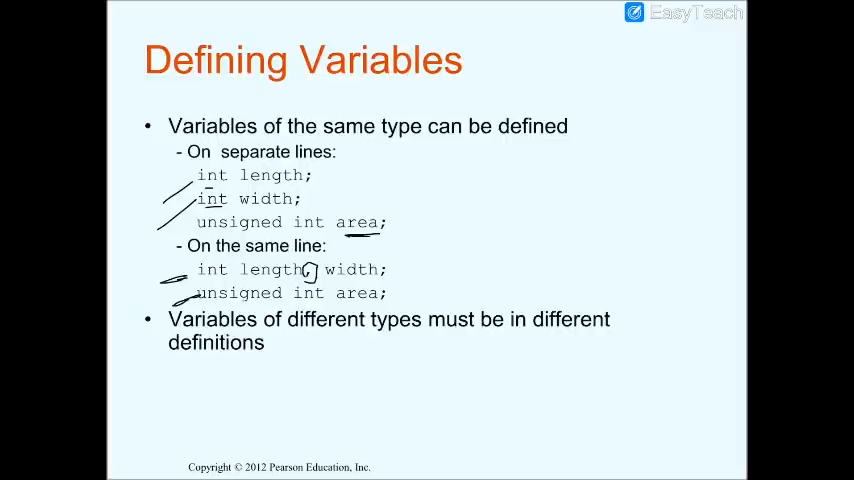 EasyTeach
Defining Variables
• Variables of the same type can be defined
- On separate lines:
int length;
int width;
unsigned int area;
- On the same line:
int length, width;
unsigned int area;
• Variables of different types must be in different
definitions
Copyright © 2012 Pearson Education, Inc.